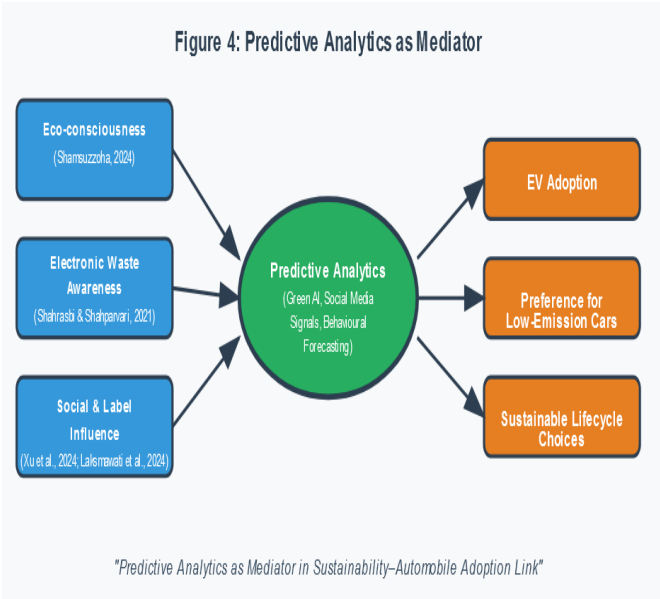 Figure 4: Predictive Analytics as Mediator
Eco-consciousness
(Shamsuzzoha, 2024)
Electronic Waste
Awareness
(Shahrasbi & Shahparvari, 2021)
Social & Label
Influence
(Xu et al., 2024; Laksmawati et al., 2024)
Predictive Analytics
(Green AI, Social Media
Signals, Behavioural
Forecasting)
EV Adoption
Preference for
Low-Emission Cars
Sustainable Lifecycle
Choices
"Predictive Analytics as Mediator in Sustainability–Automobile Adoption Link"